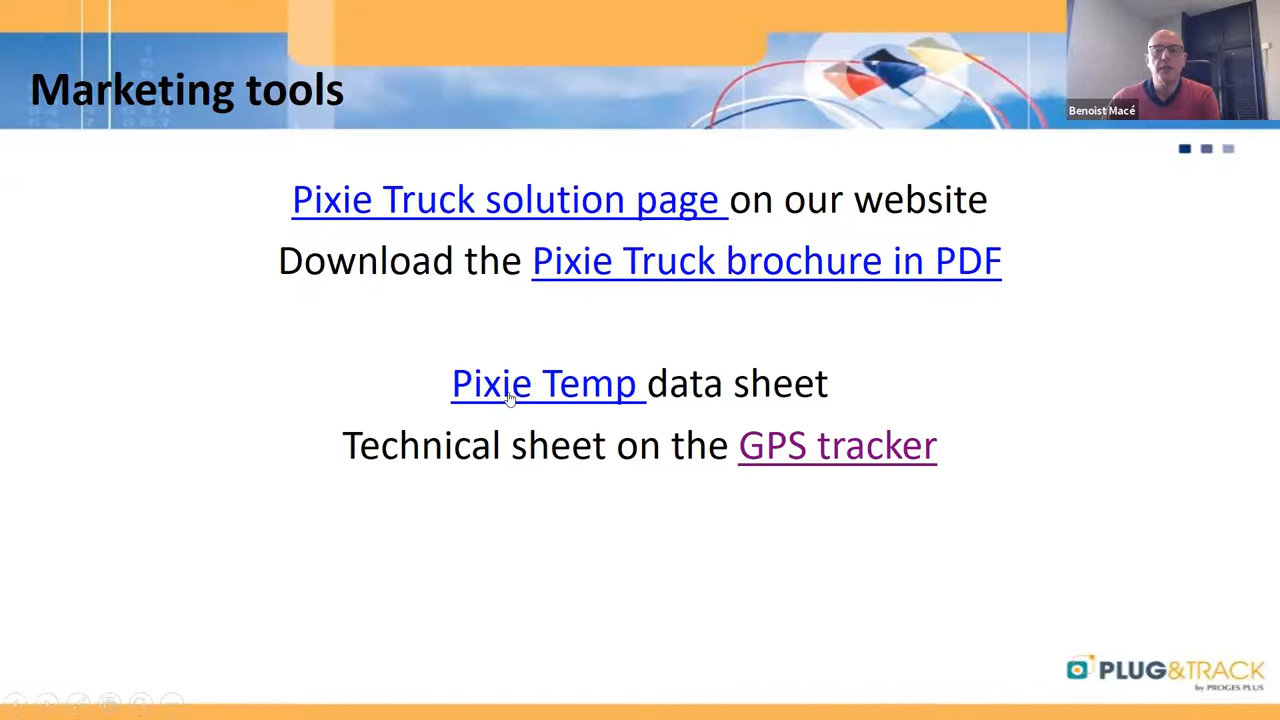 Marketing tools
Benoist Macé
Pixie Truck solution page on our website
Download the Pixie Truck brochure in PDF
Pixie Temp data sheet
Technical sheet on the GPS tracker
PLUG&TRACK
by PROGES PLUS